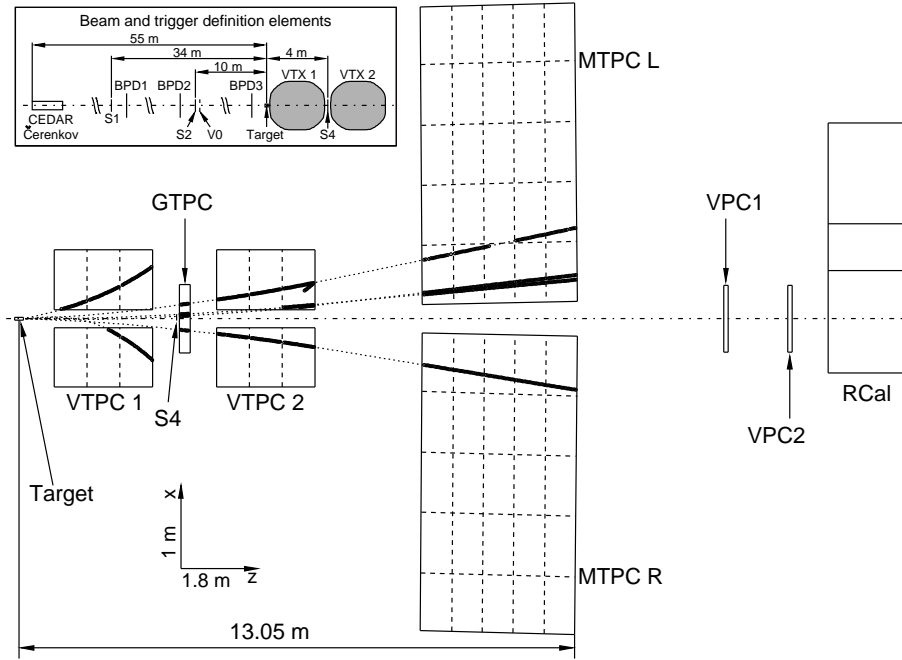 Beam and trigger definition elements
55 m
34 m
4 m
10 m
VTX 1
VTX 2
BPD1
BPD2
BPD3
CEDAR
Čerenkov
S1
S2
V0
Target
S4
MTPC L
GTPC
VPC1
VTPC 1
VTPC 2
S4
RCal
VPC2
Target
x
1 m
1.8 m
z
MTPC R
13.05 m